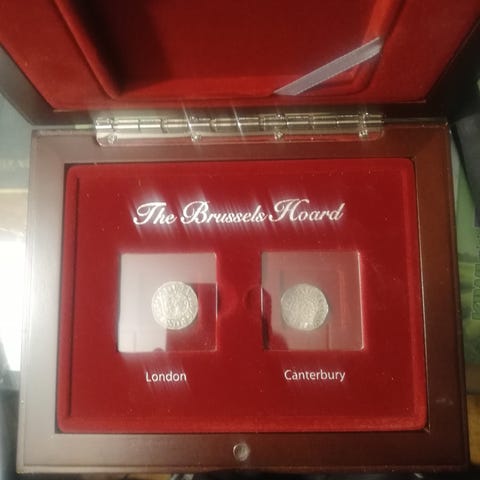 The Brussels Hoard
London
Canterbury